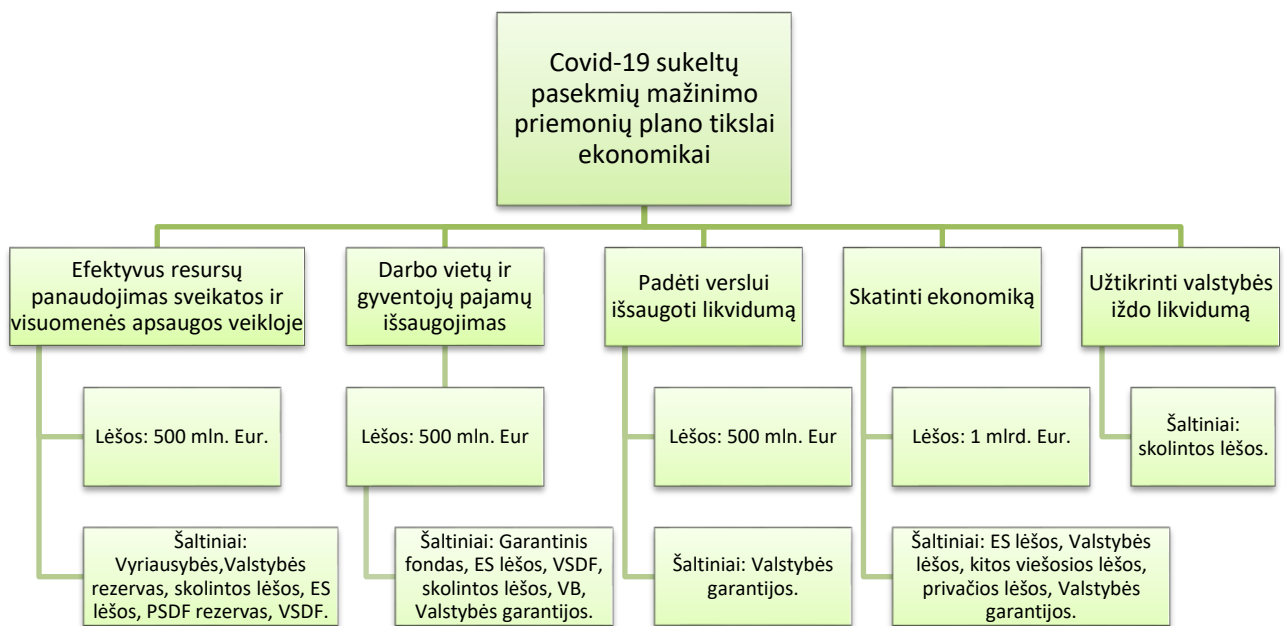 Covid-19 sukeltų
pasekmių mažinimo
priemonių plano tikslai
ekonomikai
Efektyvus resursų
panaudojimas sveikatos ir
visuomenės apsaugos veikloje
Darbo vietų ir
gyventojų pajamų
išsaugojimas
Padėti verslui
išsaugoti likvidumą
Skatinti ekonomiką
Užtikrinti valstybės
iždo likvidumą
Lėšos: 500 mln. Eur.
Lėšos: 500 mln. Eur
Lėšos: 500 mln. Eur
Lėšos: 1 mlrd. Eur.
Šaltiniai:
skolintos lėšos.
Šaltiniai:
Vyriausybės,Valstybės
rezervas, skolintos lėšos, ES
lėšos, PSDF rezervas, VSDF.
Šaltiniai: Garantinis
fondas, ES lėšos, VSDF,
skolintos lėšos, VB,
Valstybės garantijos.
Šaltiniai: Valstybės
garantijos.
Šaltiniai: ES lėšos, Valstybės
lėšos, kitos viešosios lėšos,
privačios lėšos, Valstybės
garantijos.